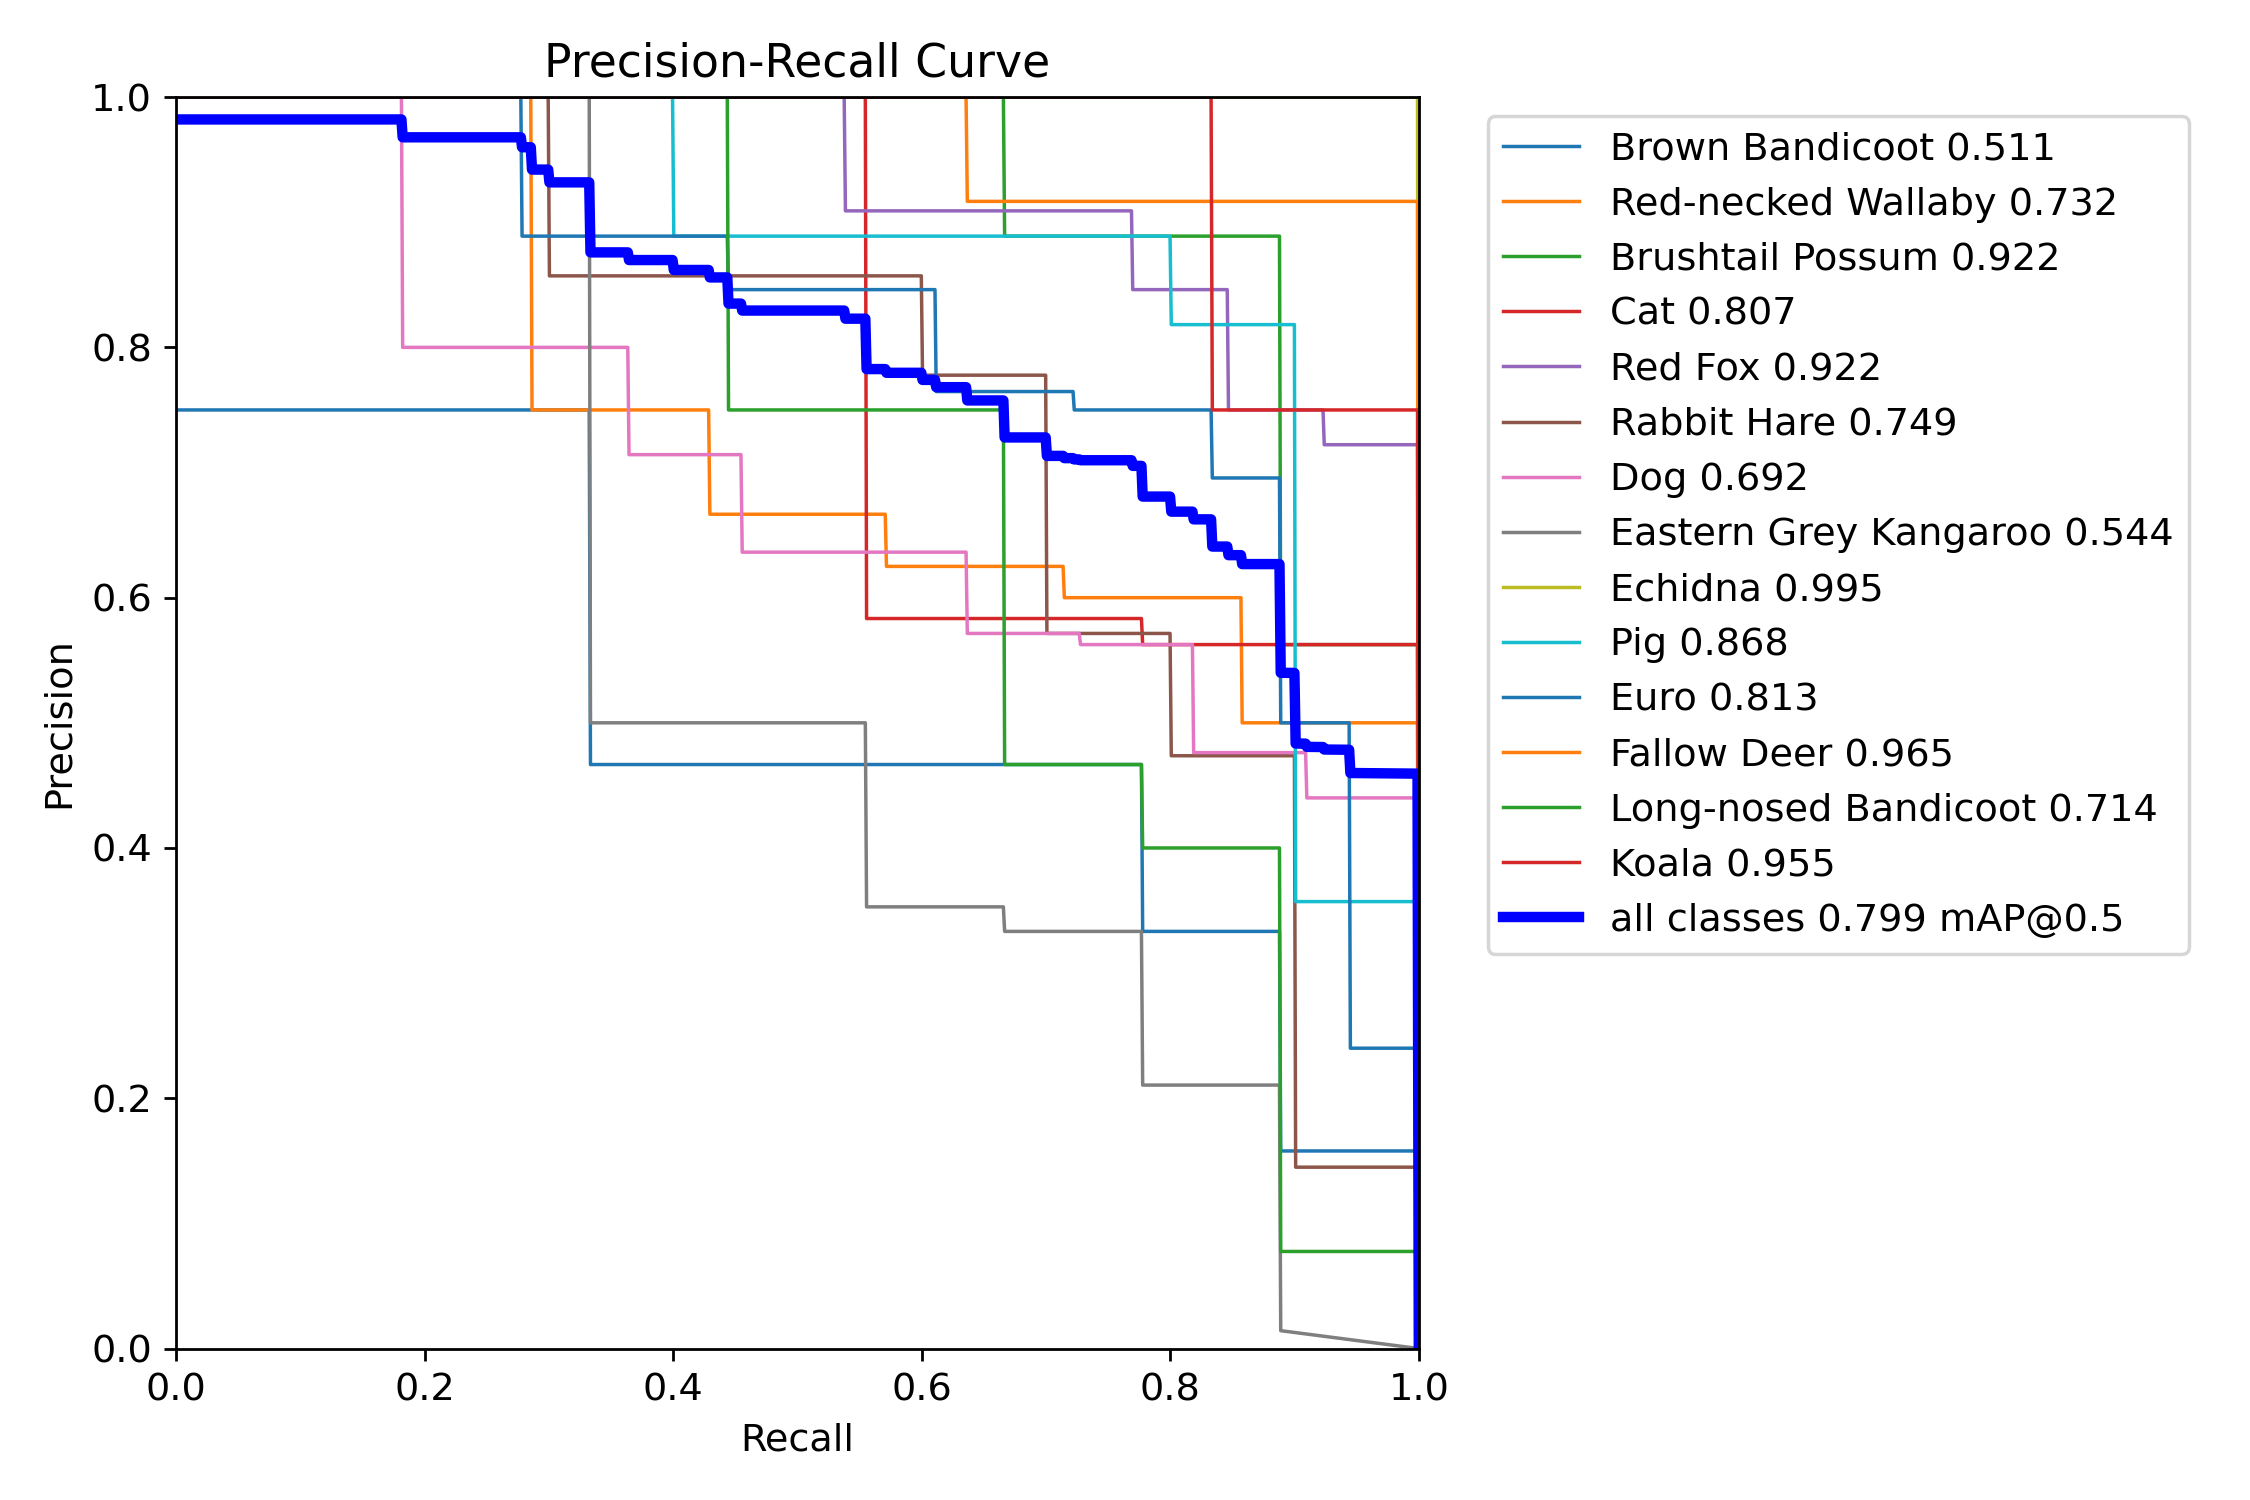 Precision-Recall Curve
1.0
0.8
0.6
0.4
0.2
0.0
Precision
0.0 0.2 0.4 0.6 0.8 1.0
Recall
Brown Bandicoot 0.511
Red-necked Wallaby 0.732
Brushtail Possum 0.922
Cat 0.807
Red Fox 0.922
Rabbit Hare 0.749
Dog 0.692
Eastern Grey Kangaroo 0.544
Echidna 0.995
Pig 0.868
Euro 0.813
Fallow Deer 0.965
Long-nosed Bandicoot 0.714
Koala 0.955
all classes 0.799 mAP@0.5